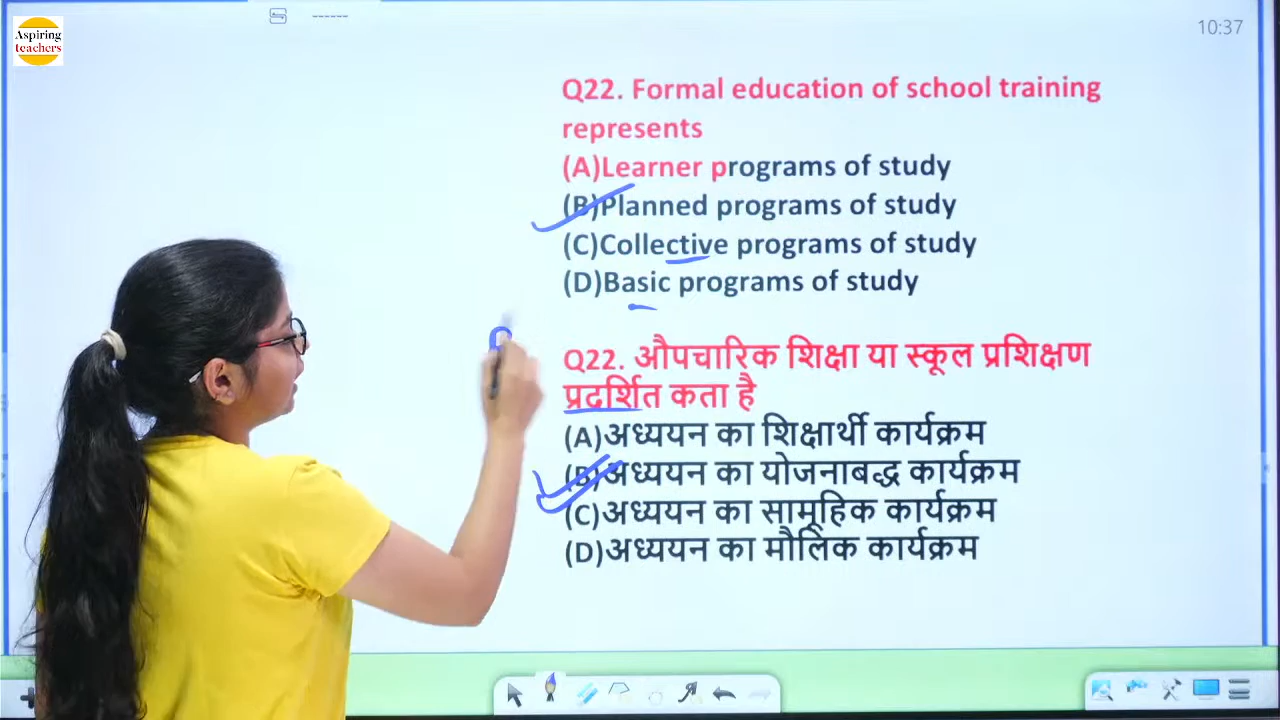 Aspiring
teachers
------
10:37
Q22. Formal education of school training
represents
(A)Learner programs of study
(B)Planned programs of study
(C)Collective programs of study
(D)Basic programs of study
Q22. औपचारिक शिक्षा या स्कूल प्रशिक्षण
प्रदर्शित कता है
(A)अध्ययन का शिक्षार्थी कार्यक्रम
(B)अध्ययन का योजनाबद्ध कार्यक्रम
(C)अध्ययन का सामूहिक कार्यक्रम
(D)अध्ययन का मौलिक कार्यक्रम